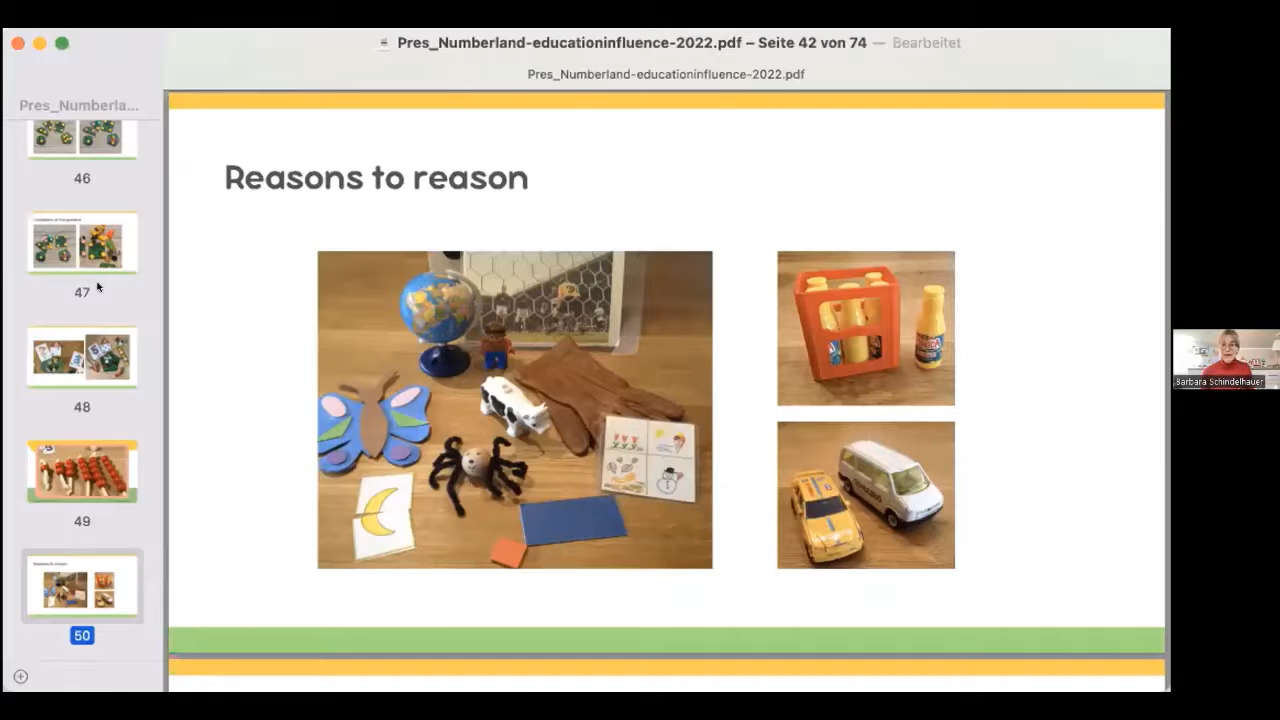 Pres_Numberland-educationinfluence-2022.pdf – Seite 42 von 74 — Bearbeitet
Pres_Numberland-educationinfluence-2022.pdf
Pres_Numberla...
46
47
48
49
50
Reasons to reason
Barbara Schindelhauer